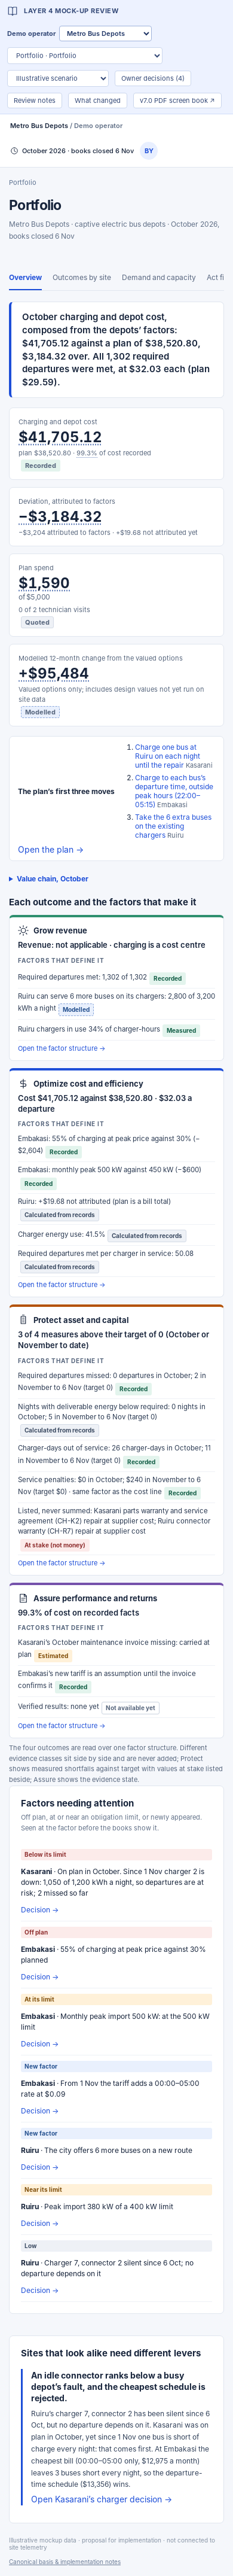 LAYER 4 MOCK-UP REVIEW
Demo operator
Metro Bus Depots
Portfolio · Portfolio
Illustrative scenario
Owner decisions (4)
Review notes
What changed
v7.0 PDF screen book ↗
Metro Bus Depots / Demo operator
October 2026 · books closed 6 Nov
BY
Portfolio
Portfolio
Metro Bus Depots · captive electric bus depots · October 2026,
books closed 6 Nov
Overview
Outcomes by site
Demand and capacity
Act fi
October charging and depot cost,
composed from the depots' factors:
$41,705.12 against a plan of $38,520.80,
$3,184.32 over. All 1,302 required
departures were met, at $32.03 each (plan
$29.59).
Charging and depot cost
$41,705.12
plan $38,520.80 · 99.3% of cost recorded
Recorded
Deviation, attributed to factors
−$3,184.32
−$3,204 attributed to factors · +$19.68 not attributed yet
Plan spend
$1,590
of $5,000
0 of 2 technician visits
Quoted
Modelled 12-month change from the valued options
+$95,484
Valued options only; includes design values not yet run on
site data
Modelled
The plan's first three moves
1. Charge one bus at
Ruiru on each night
until the repair Kasarani
2. Charge to each bus's
departure time, outside
peak hours (22:00–
05:15) Embakasi
3. Take the 6 extra buses
on the existing
chargers Ruiru
Open the plan →
Value chain, October
Each outcome and the factors that make it
Grow revenue
Revenue: not applicable · charging is a cost centre
FACTORS THAT DEFINE IT
Required departures met: 1,302 of 1,302 Recorded
Ruiru can serve 6 more buses on its chargers: 2,800 of 3,200
kWh a night Modelled
Ruiru chargers in use 34% of charger-hours Measured
Open the factor structure →
Optimize cost and efficiency
Cost $41,705.12 against $38,520.80 · $32.03 a
departure
FACTORS THAT DEFINE IT
Embakasi: 55% of charging at peak price against 30% (−
$2,604) Recorded
Embakasi: monthly peak 500 kW against 450 kW (−$600)
Recorded
Ruiru: +$19.68 not attributed (plan is a bill total)
Calculated from records
Charger energy use: 41.5% Calculated from records
Required departures met per charger in service: 50.08
Calculated from records
Open the factor structure →
Protect asset and capital
3 of 4 measures above their target of 0 (October or
November to date)
FACTORS THAT DEFINE IT
Required departures missed: 0 departures in October; 2 in
November to 6 Nov (target 0) Recorded
Nights with deliverable energy below required: 0 nights in
October; 5 in November to 6 Nov (target 0)
Calculated from records
Charger-days out of service: 26 charger-days in October; 11
in November to 6 Nov (target 0) Recorded
Service penalties: $0 in October; $240 in November to 6
Nov (target $0) · same factor as the cost line Recorded
Listed, never summed: Kasarani parts warranty and service
agreement (CH-K2) repair at supplier cost; Ruiru connector
warranty (CH-R7) repair at supplier cost
At stake (not money)
Open the factor structure →
Assure performance and returns
99.3% of cost on recorded facts
FACTORS THAT DEFINE IT
Kasarani's October maintenance invoice missing: carried at
plan Estimated
Embakasi's new tariff is an assumption until the invoice
confirms it Recorded
Verified results: none yet Not available yet
Open the factor structure →
The four outcomes are read over one factor structure. Different
evidence classes sit side by side and are never added; Protect
shows measured shortfalls against target with values at stake listed
beside; Assure shows the evidence state.
Factors needing attention
Off plan, at or near an obligation limit, or newly appeared.
Seen at the factor before the books show it.
Below its limit
Kasarani · On plan in October. Since 1 Nov charger 2 is
down: 1,050 of 1,200 kWh a night, so departures are at
risk; 2 missed so far
Decision →
Off plan
Embakasi · 55% of charging at peak price against 30%
planned
Decision →
At its limit
Embakasi · Monthly peak import 500 kW: at the 500 kW
limit
Decision →
New factor
Embakasi · From 1 Nov the tariff adds a 00:00–05:00
rate at $0.09
Decision →
New factor
Ruiru · The city offers 6 more buses on a new route
Decision →
Near its limit
Ruiru · Peak import 380 kW of a 400 kW limit
Decision →
Low
Ruiru · Charger 7, connector 2 silent since 6 Oct; no
departure depends on it
Decision →
Sites that look alike need different levers
An idle connector ranks below a busy
depot's fault, and the cheapest schedule is
rejected.
Ruiru's charger 7, connector 2 has been silent since 6
Oct, but no departure depends on it. Kasarani was on
plan in October, yet since 1 Nov one bus is short of
charge every night: that comes first. At Embakasi the
cheapest bill (00:00–05:00 only, $12,975 a month)
leaves 3 buses short every night, so the departure-
time schedule ($13,356) wins.
Open Kasarani's charger decision →
Illustrative mockup data · proposal for implementation · not connected to
site telemetry
Canonical basis & implementation notes